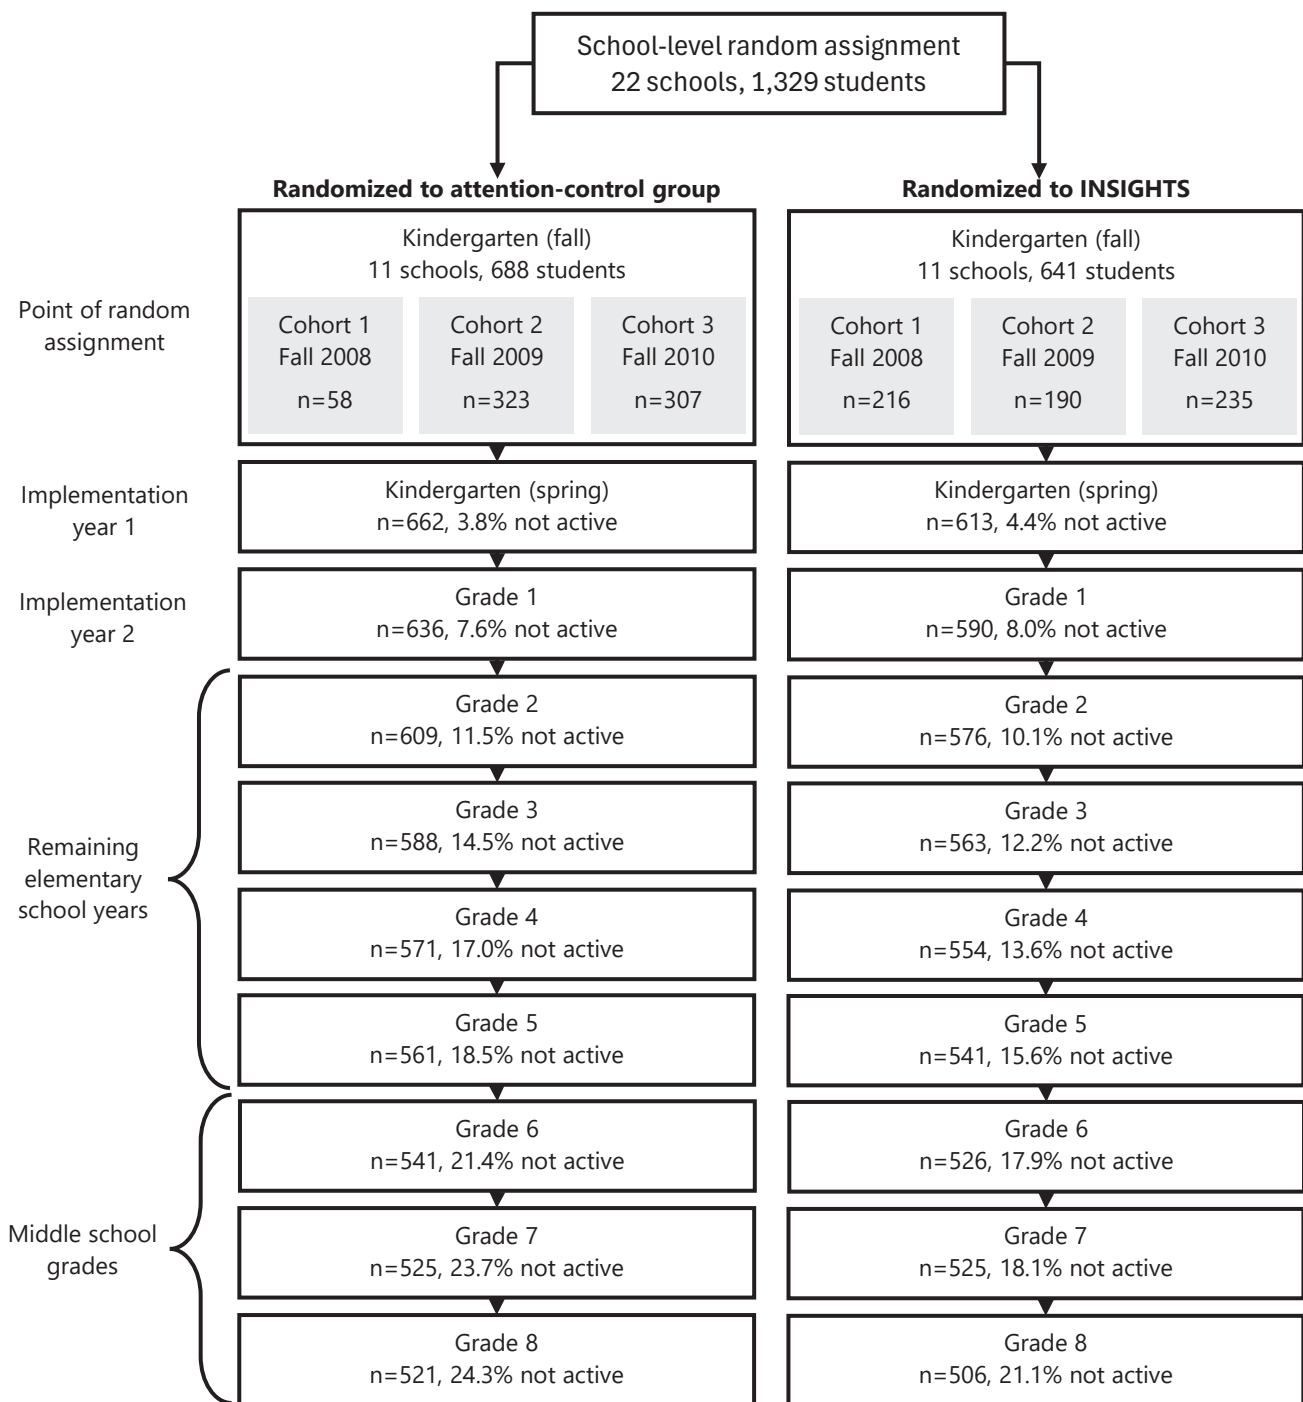 School-level random assignment
22 schools, 1,329 students
Randomized to attention-control group
Kindergarten (fall)
11 schools, 688 students
Cohort 1
Fall 2008
n=58
Cohort 2
Fall 2009
n=323
Cohort 3
Fall 2010
n=307
Randomized to INSIGHTS
Kindergarten (fall)
11 schools, 641 students
Cohort 1
Fall 2008
n=216
Cohort 2
Fall 2009
n=190
Cohort 3
Fall 2010
n=235
Point of random
assignment
Implementation
year 1
Kindergarten (spring)
n=662, 3.8% not active
Kindergarten (spring)
n=613, 4.4% not active
Implementation
year 2
Grade 1
n=636, 7.6% not active
Grade 1
n=590, 8.0% not active
Remaining
elementary
school years
Grade 2
n=609, 11.5% not active
Grade 2
n=576, 10.1% not active
Grade 3
n=588, 14.5% not active
Grade 3
n=563, 12.2% not active
Grade 4
n=571, 17.0% not active
Grade 4
n=554, 13.6% not active
Grade 5
n=561, 18.5% not active
Grade 5
n=541, 15.6% not active
Middle school
grades
Grade 6
n=541, 21.4% not active
Grade 6
n=526, 17.9% not active
Grade 7
n=525, 23.7% not active
Grade 7
n=525, 18.1% not active
Grade 8
n=521, 24.3% not active
Grade 8
n=506, 21.1% not active